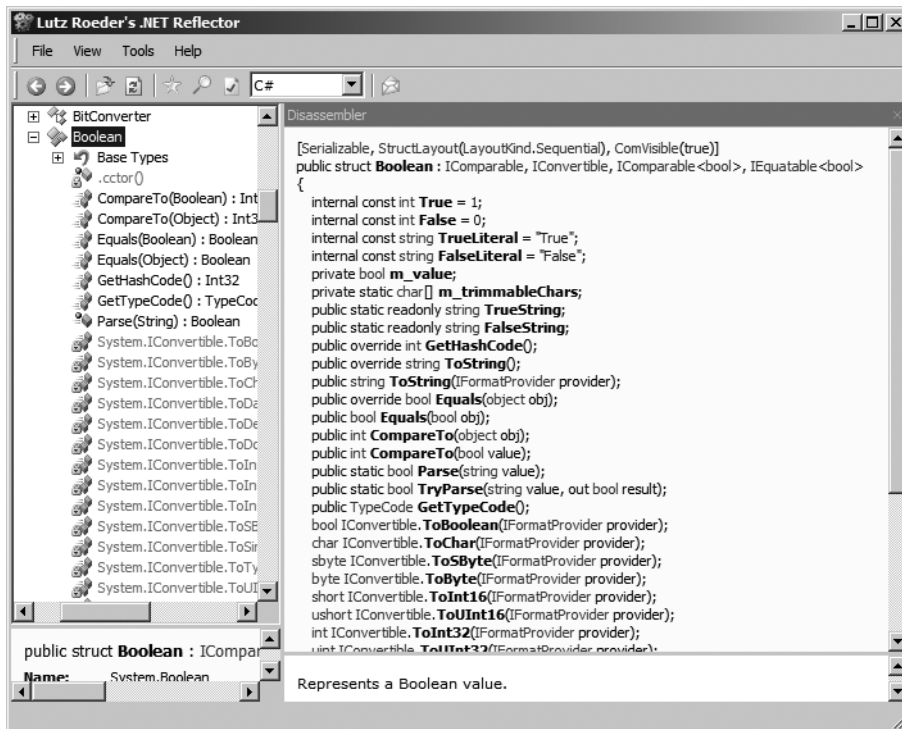 Lutz Roeder's .NET Reflector
File View Tools Help
C#
BitConverter
Boolean
Base Types
.cctor()
CompareTo(Boolean) : Int
CompareTo(Object) : Int3
Equals(Boolean) : Boolean
Equals(Object) : Boolean
GetHashCode() : Int32
GetTypeCode() : TypeCod
Parse(String) : Boolean
System.IConvertible.ToBo
System.IConvertible.ToBy
System.IConvertible.ToCh
System.IConvertible.ToDa
System.IConvertible.ToDe
System.IConvertible.ToDo
System.IConvertible.ToIn
System.IConvertible.ToIn
System.IConvertible.ToIn
System.IConvertible.ToSB
System.IConvertible.ToSin
System.IConvertible.ToTy
System.IConvertible.ToUI
public struct Boolean : ICompar
Name: System.Boolean
Disassembler
[Serializable, StructLayout(LayoutKind.Sequential), ComVisible(true)]
public struct Boolean : IComparable, IConvertible, IComparable<bool>, IEquatable<bool>
{
internal const int True = 1;
internal const int False = 0;
internal const string TrueLiteral = "True";
internal const string FalseLiteral = "False";
private bool m_value;
private static char[] m_trimmableChars;
public static readonly string TrueString;
public static readonly string FalseString;
public override int GetHashCode();
public override string ToString();
public string ToString(IFormatProvider provider);
public override bool Equals(object obj);
public bool Equals(bool obj);
public int CompareTo(object obj);
public int CompareTo(bool value);
public static bool Parse(string value);
public static bool TryParse(string value, out bool result);
public TypeCode GetTypeCode();
bool IConvertible.ToBoolean(IFormatProvider provider);
char IConvertible.ToChar(IFormatProvider provider);
sbyte IConvertible.ToSByte(IFormatProvider provider);
byte IConvertible.ToByte(IFormatProvider provider);
short IConvertible.ToInt16(IFormatProvider provider);
ushort IConvertible.ToUInt16(IFormatProvider provider);
int IConvertible.ToInt32(IFormatProvider provider);
uint IConvertible.ToUInt32(IFormatProvider provider);
Represents a Boolean value.